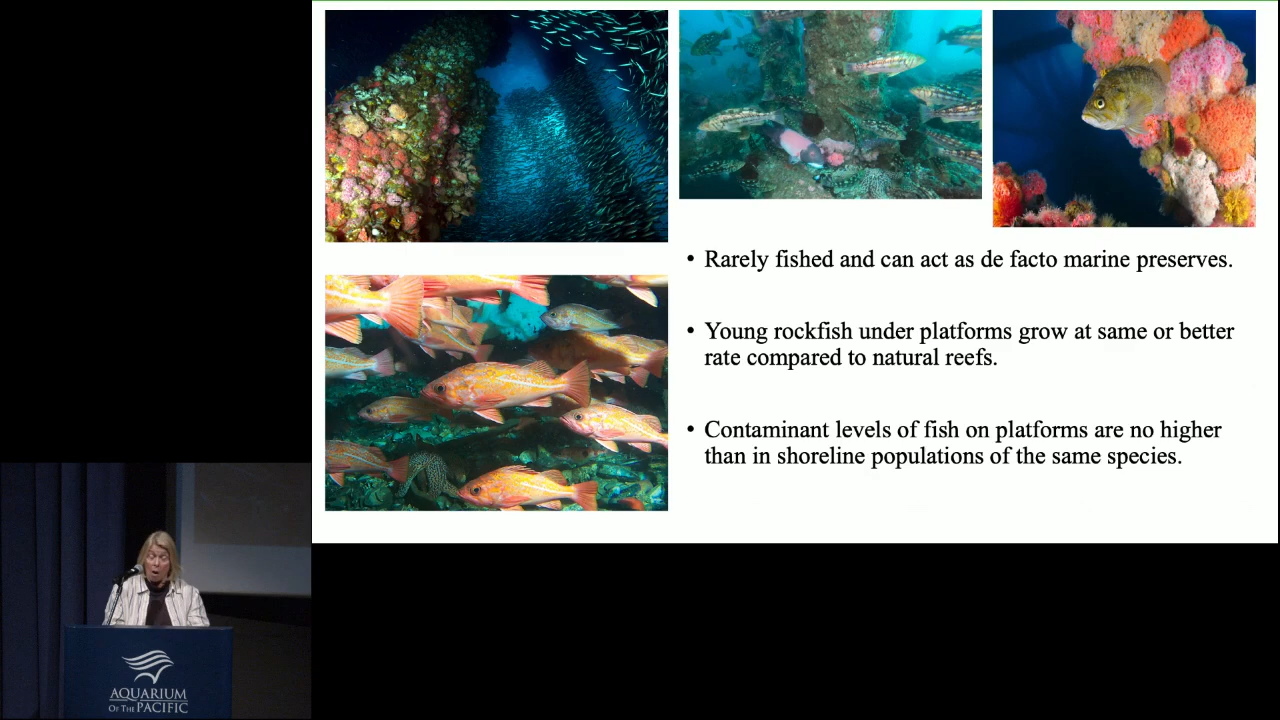 • Rarely fished and can act as de facto marine preserves.
• Young rockfish under platforms grow at same or better
rate compared to natural reefs.
• Contaminant levels of fish on platforms are no higher
than in shoreline populations of the same species.
AQUARIUM
OF THE PACIFIC